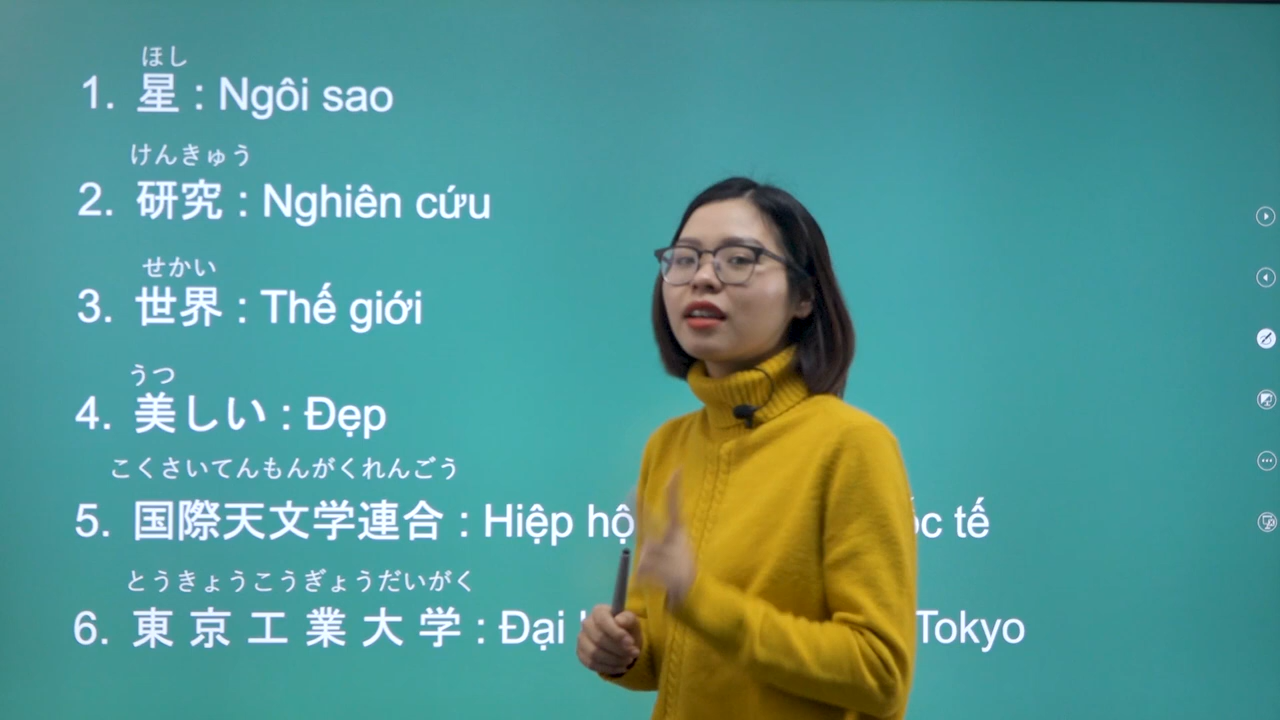 ほし
1. 星 : Ngôi sao
けんきゅう
2. 研究 : Nghiên cứu
せかい
3. 世界 : Thế giới
うつ
4. 美しい : Đẹp
こくさいてんもんがくれんごう
5. 国際天文学連合 : Hiệp tế
とうきょうこうぎょうだいがく
6. 東京工業大学 : Đại Tokyo